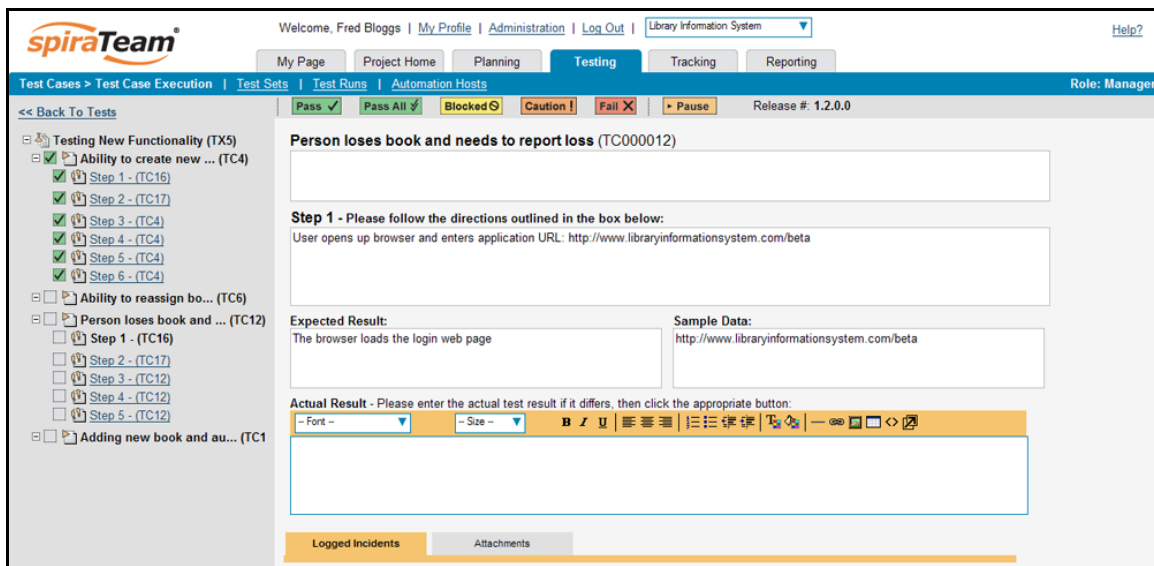 spiraTeam®
Welcome, Fred Bloggs | My Profile | Administration | Log Out | Library Information System
Help?
My Page Project Home Planning Testing Tracking Reporting
Test Cases > Test Case Execution | Test Sets | Test Runs | Automation Hosts Role: Manager
<< Back To Tests
Pass Pass All Blocked Caution ! Fail X Pause Release #: 1.2.0.0
Testing New Functionality (TX5)
Ability to create new ... (TC4)
Step 1 - (TC16)
Step 2 - (TC17)
Step 3 - (TC4)
Step 4 - (TC4)
Step 5 - (TC4)
Step 6 - (TC4)
Ability to reassign bo... (TC6)
Person loses book and ... (TC12)
Step 1 - (TC16)
Step 2 - (TC17)
Step 3 - (TC12)
Step 4 - (TC12)
Step 5 - (TC12)
Adding new book and au... (TC1
Person loses book and needs to report loss (TC000012)
Step 1 - Please follow the directions outlined in the box below:
User opens up browser and enters application URL: http://www.libraryinformationsystem.com/beta
Expected Result:
The browser loads the login web page
Sample Data:
http://www.libraryinformationsystem.com/beta
Actual Result - Please enter the actual test result if it differs, then click the appropriate button:
-- Font -- -- Size -- B I U
Logged Incidents Attachments